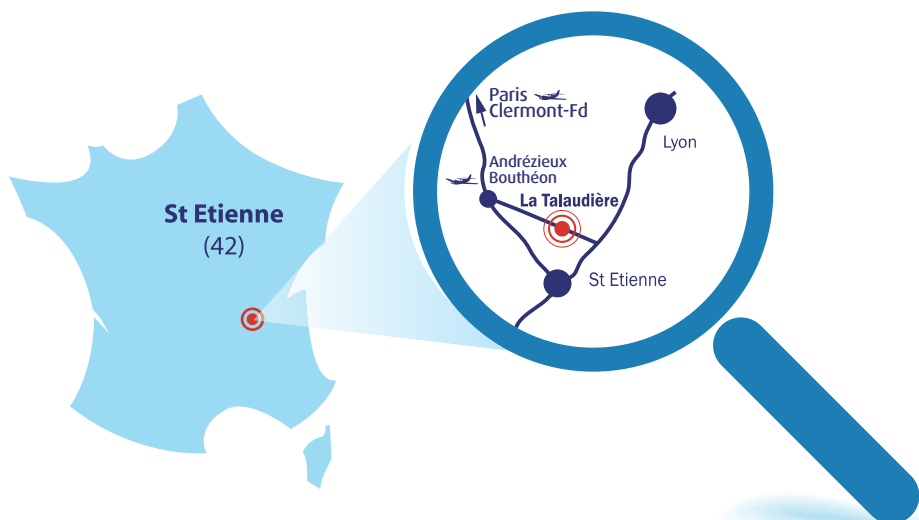 St Etienne
(42)
Paris
Clermont-Fd
Lyon
Andrézieux
Bouthéon
La Talaudière
St Etienne